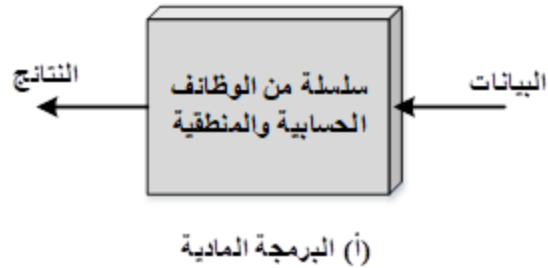 البيانات
سلسلة من الوظائف
الحسابية والمنطقية
النتائج
(أ) البرمجة المادية